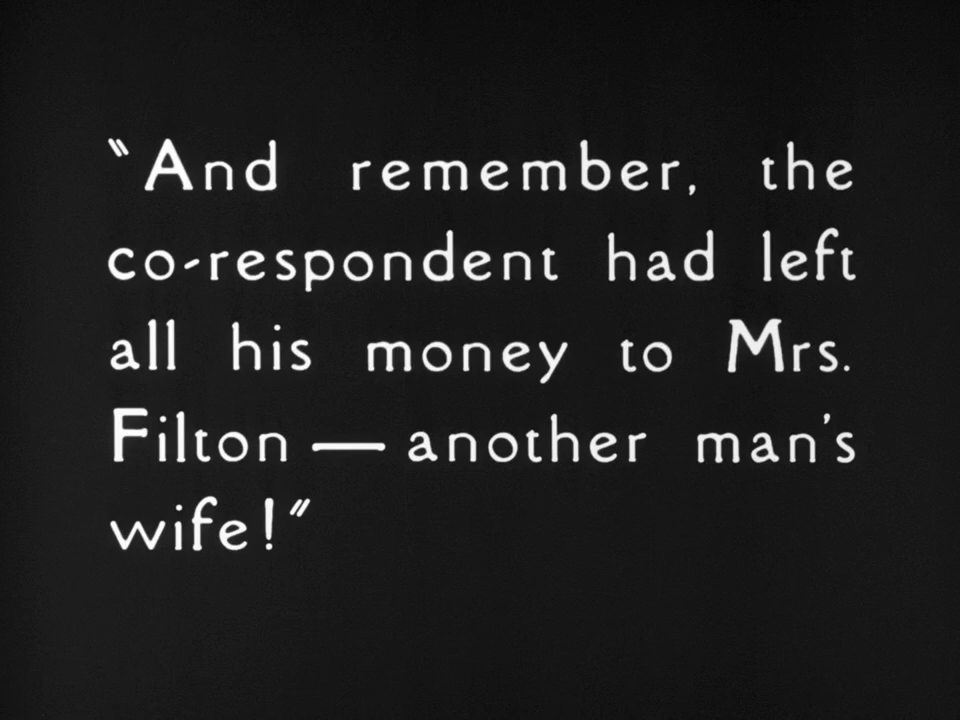 "And remember, the
co-respondent had left
all his money to Mrs.
Filton — another man's
wife!"